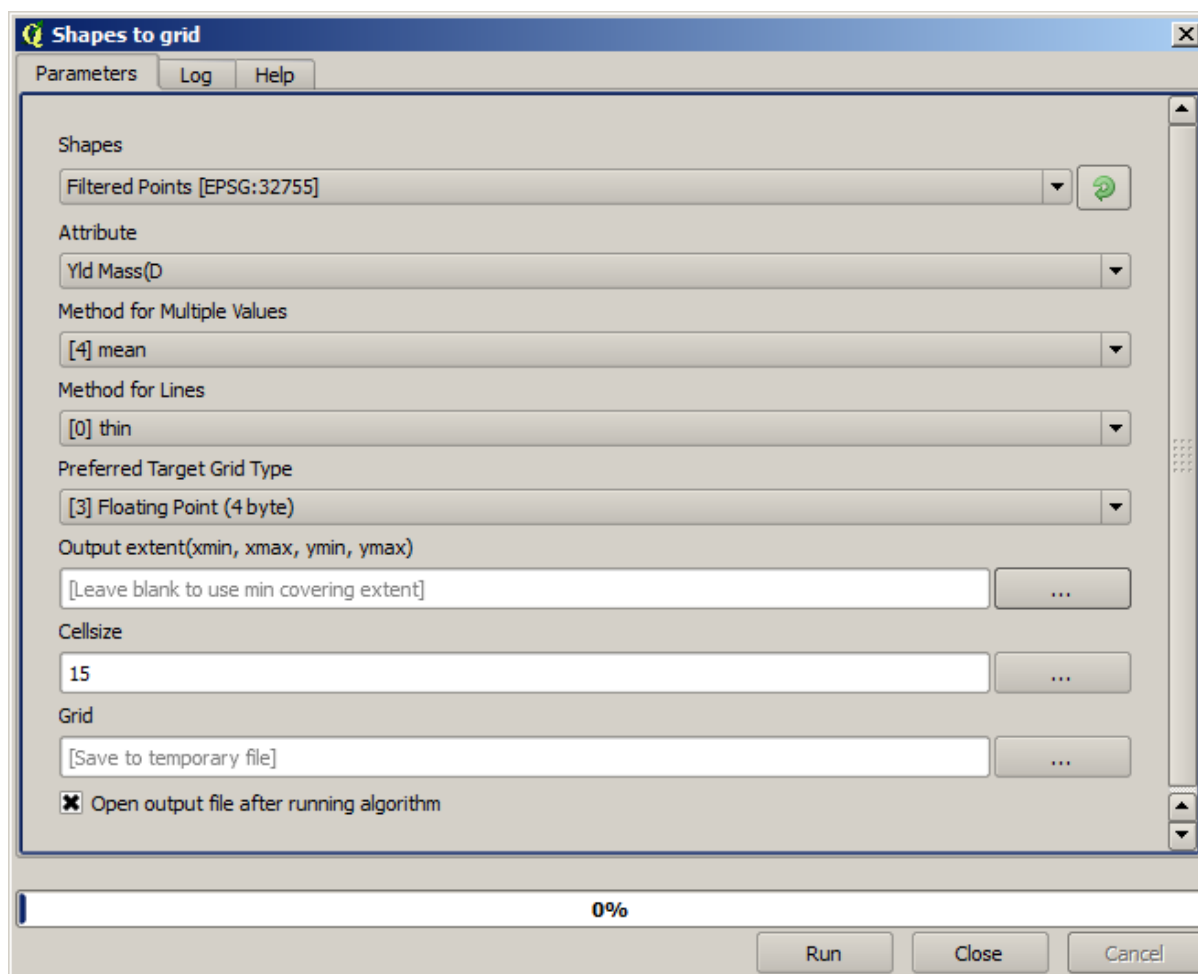 Shapes to grid
Parameters Log Help
Shapes
Filtered Points [EPSG:32755]
Attribute
Yld Mass(D
Method for Multiple Values
[4] mean
Method for Lines
[0] thin
Preferred Target Grid Type
[3] Floating Point (4 byte)
Output extent(xmin, xmax, ymin, ymax)
[Leave blank to use min covering extent] ...
Cellsize
15 ...
Grid
[Save to temporary file] ...
Open output file after running algorithm
0%
Run Close Cancel